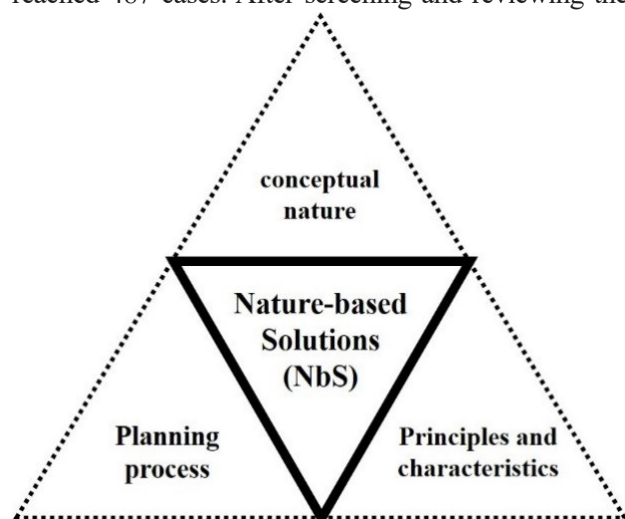 reached 487 cases. After screening and reviewing the
conceptual
nature
Nature-based
Solutions
(NbS)
Planning
process
Principles and
characteristics